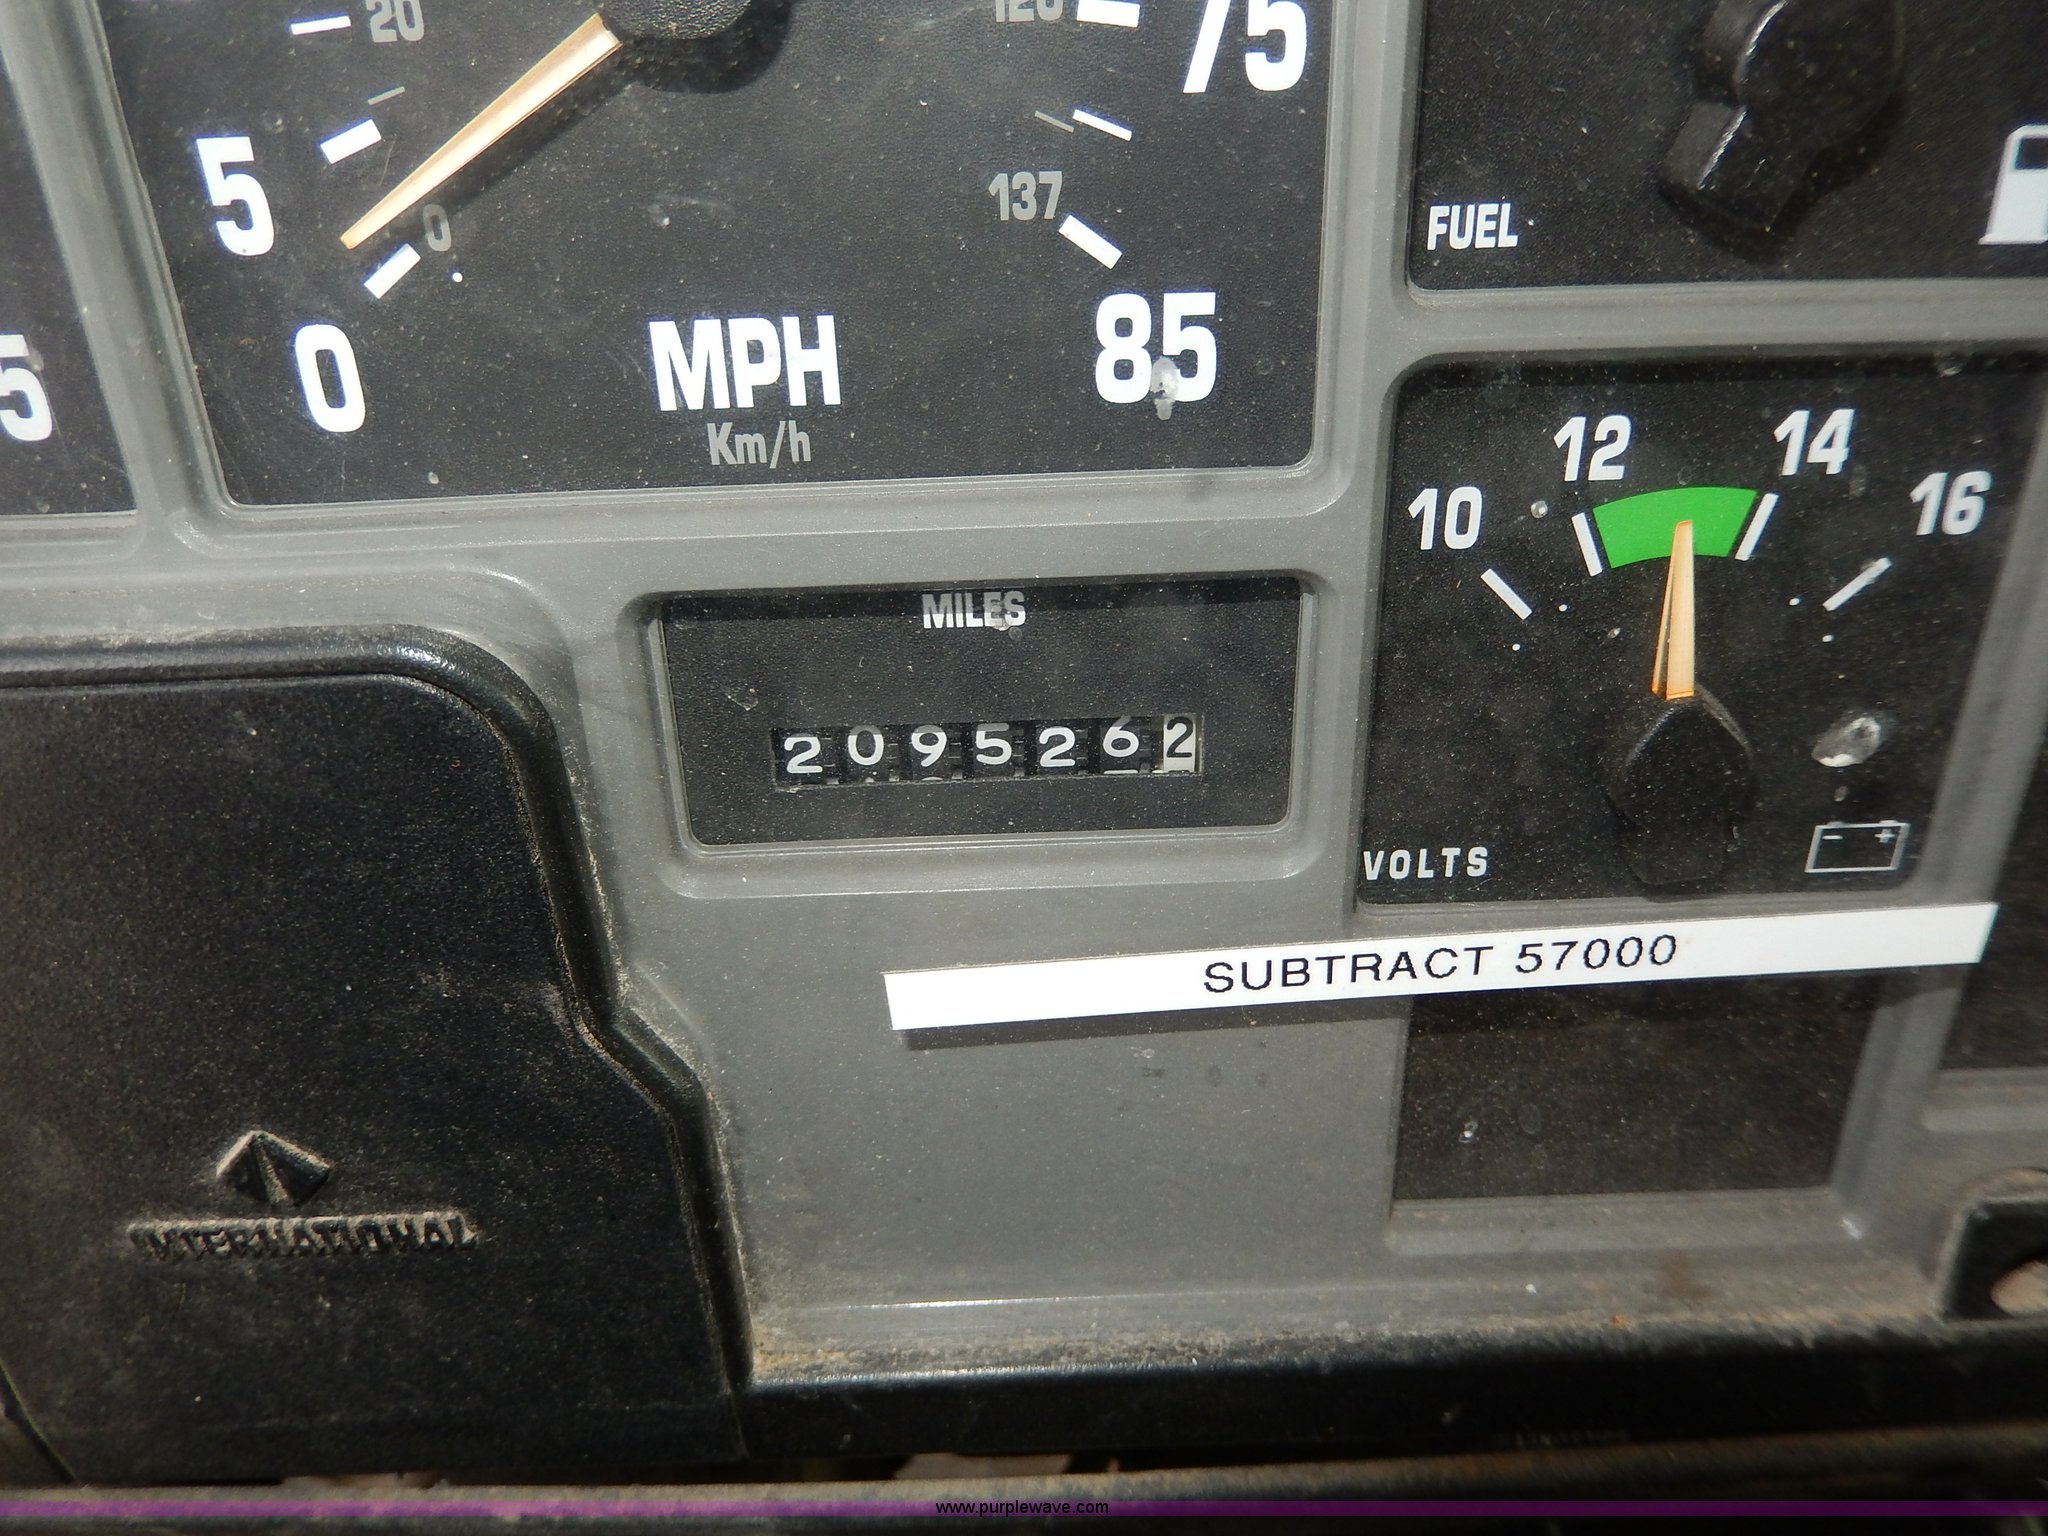 20
120
75
5
0
137
FUEL
0
85
MPH
Km/h
5
12
14
10
16
MILES
2095262
VOLTS
- +
SUBTRACT 57000
INTERNATIONAL
www.purplewave.com